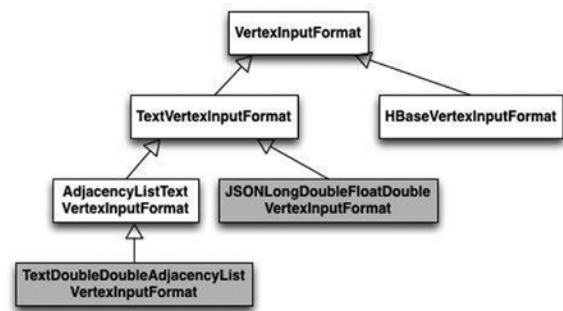 VertexInputFormat
TextVertexInputFormat
HBaseVertexInputFormat
AdjacencyListText
VertexInputFormat
JSONLongDoubleFloatDouble
VertexInputFormat
TextDoubleDoubleAdjacencyList
VertexInputFormat